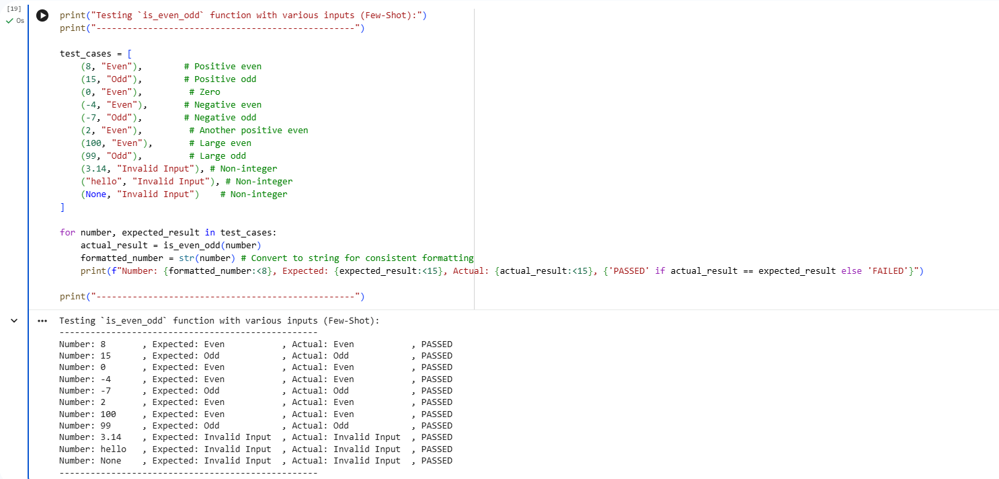 [19]
0s
print("Testing `is_even_odd` function with various inputs (Few-Shot):")
print("--------------------------------------------------")
test_cases = [
    (8, "Even"),        # Positive even
    (15, "Odd"),        # Positive odd
    (0, "Even"),         # Zero
    (-4, "Even"),       # Negative even
    (-7, "Odd"),        # Negative odd
    (2, "Even"),         # Another positive even
    (100, "Even"),       # Large even
    (99, "Odd"),         # Large odd
    (3.14, "Invalid Input"), # Non-integer
    ("hello", "Invalid Input"), # Non-integer
    (None, "Invalid Input")    # Non-integer
]
for number, expected_result in test_cases:
    actual_result = is_even_odd(number)
    formatted_number = str(number) # Convert to string for consistent formatting
    print(f"Number: {formatted_number:<8}, Expected: {expected_result:<15}, Actual: {actual_result:<15}, {'PASSED' if actual_result == expected_result else 'FAILED'}")
print("--------------------------------------------------")
Testing `is_even_odd` function with various inputs (Few-Shot):
--------------------------------------------------
Number: 8       , Expected: Even           , Actual: Even           , PASSED
Number: 15      , Expected: Odd            , Actual: Odd            , PASSED
Number: 0       , Expected: Even           , Actual: Even           , PASSED
Number: -4      , Expected: Even           , Actual: Even           , PASSED
Number: -7      , Expected: Odd            , Actual: Odd            , PASSED
Number: 2       , Expected: Even           , Actual: Even           , PASSED
Number: 100     , Expected: Even           , Actual: Even           , PASSED
Number: 99      , Expected: Odd            , Actual: Odd            , PASSED
Number: 3.14    , Expected: Invalid Input  , Actual: Invalid Input  , PASSED
Number: hello   , Expected: Invalid Input  , Actual: Invalid Input  , PASSED
Number: None    , Expected: Invalid Input  , Actual: Invalid Input  , PASSED
--------------------------------------------------